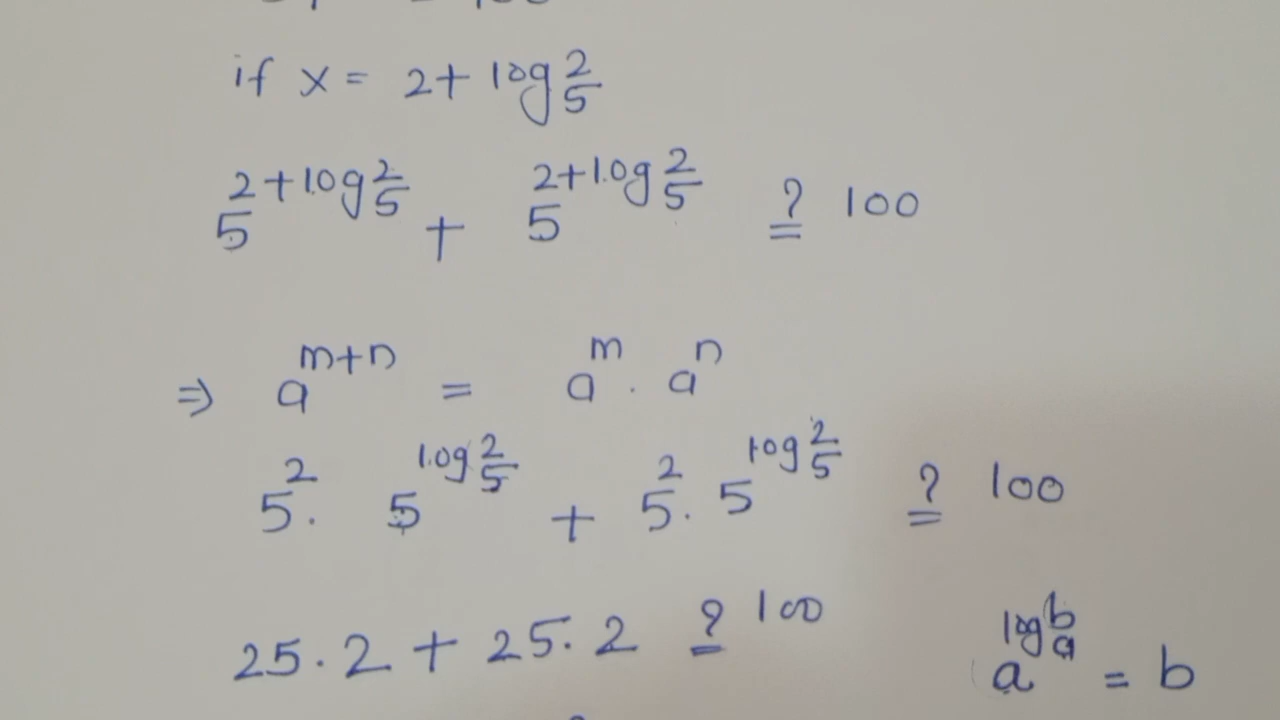 if x = 2 + log 2/5
5^(2+log 2/5) + 5^(2+log 2/5) ≟ 100
⇒ a^(m+n) = a^m . a^n
5^2 . 5^(log 2/5) + 5^2 . 5^(log 2/5) ≟ 100
25 . 2 + 25 . 2 ≟ 100
a^(log b/a) = b